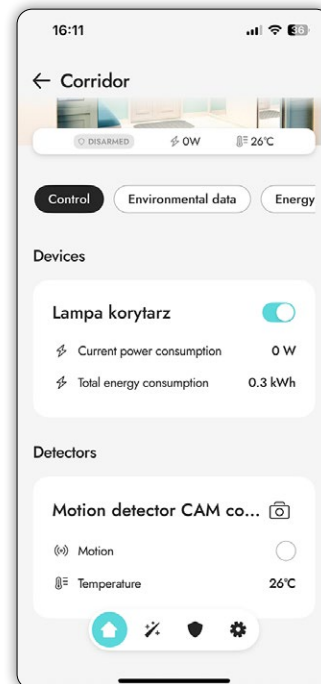 16:11
36
Corridor
DISARMED 0W 26°C
Control Environmental data Energy
Devices
Lampa korytarz
Current power consumption 0 W
Total energy consumption 0.3 kWh
Detectors
Motion detector CAM co...
Motion
Temperature 26°C